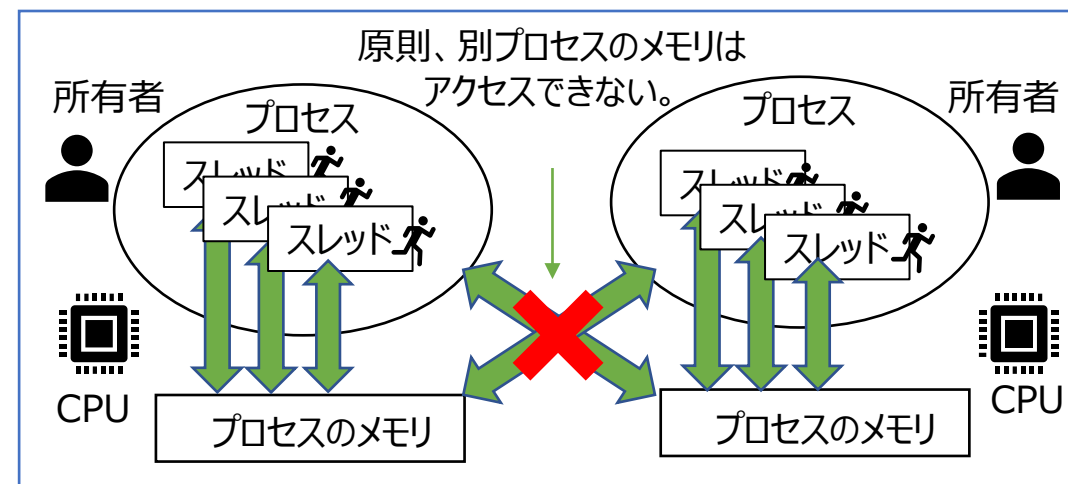 原則、別プロセスのメモリは
アクセスできない。
所有者
プロセス
スレッド
スレッド
スレッド
CPU
プロセスのメモリ
所有者
プロセス
スレッド
スレッド
スレッド
CPU
プロセスのメモリ